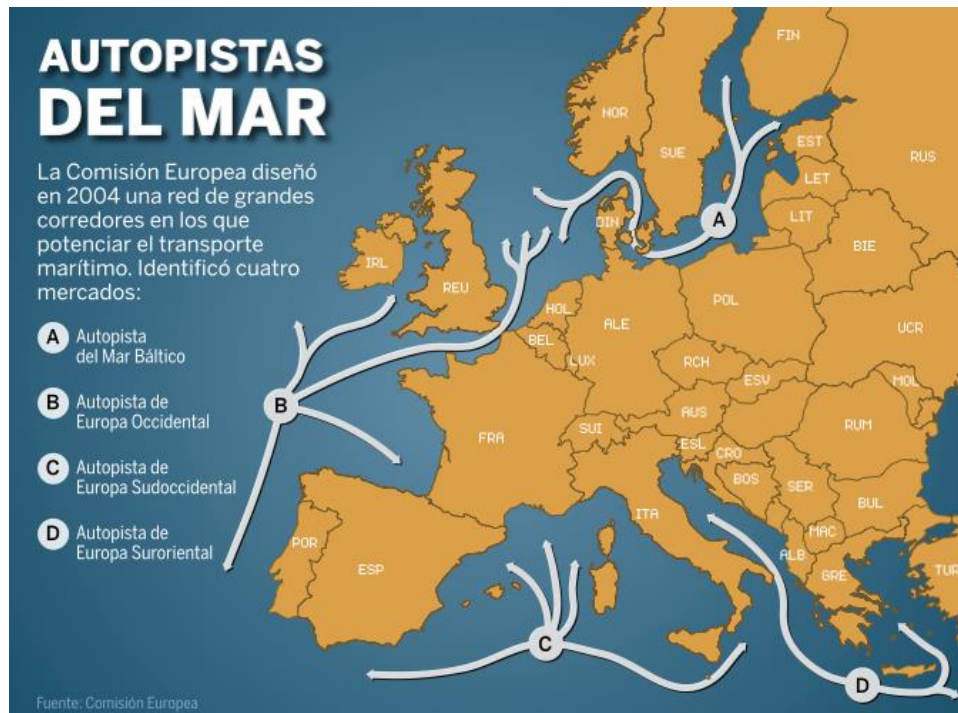 AUTOPISTAS
DEL MAR
La Comisión Europea diseñó
en 2004 una red de grandes
corredores en los que
potenciar el transporte
marítimo. Identificó cuatro
mercados:
A Autopista
del Mar Báltico
B Autopista de
Europa Occidental
C Autopista de
Europa Sudoccidental
D Autopista de
Europa Suroriental
Fuente: Comisión Europea
FIN
NOR
SUE
EST
RUS
LET
DIN
A
LIT
BIE
IRL
REU
HOL
ALE
POL
BEL
UCR
LUX
RCH
ESV
MOL
B
AUS
FRA
SUI
RUM
ESL
CRO
BOS
SER
ITA
BUL
MAC
POR
ALB
ESP
GRE
TUR
C
D